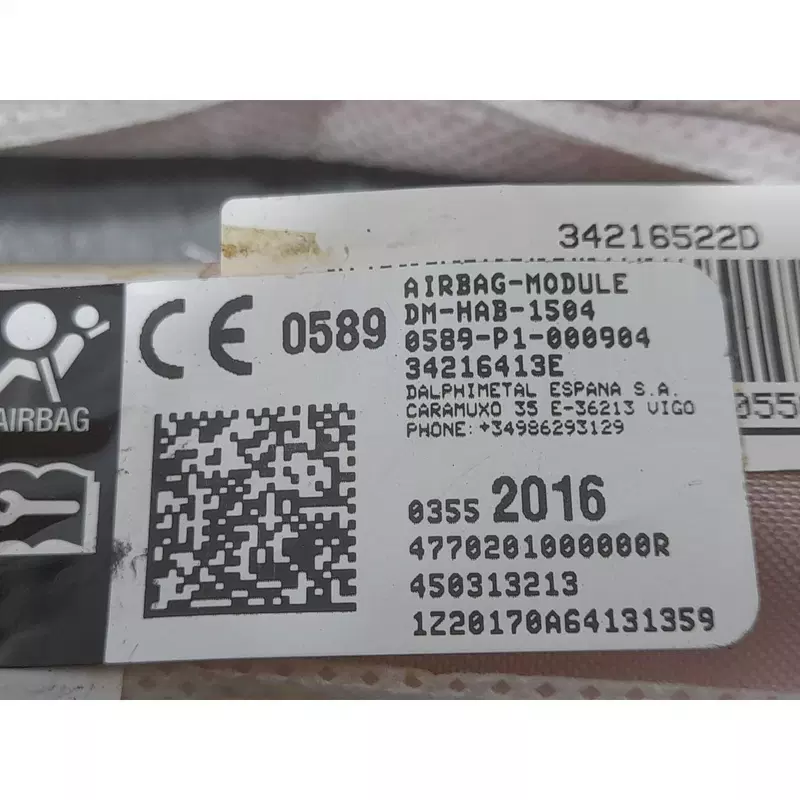 34216522D
AIRBAG
CE 0589
AIRBAG-MODULE
DM-HAB-1504
0589-P1-000904
34216413E
DALPHIMETAL ESPANA S.A.
CARAMUXO 35 E-36213 VIGO
PHONE: +34986293129
0355 2016
4770201000080R
450313213
1Z20170A64131359